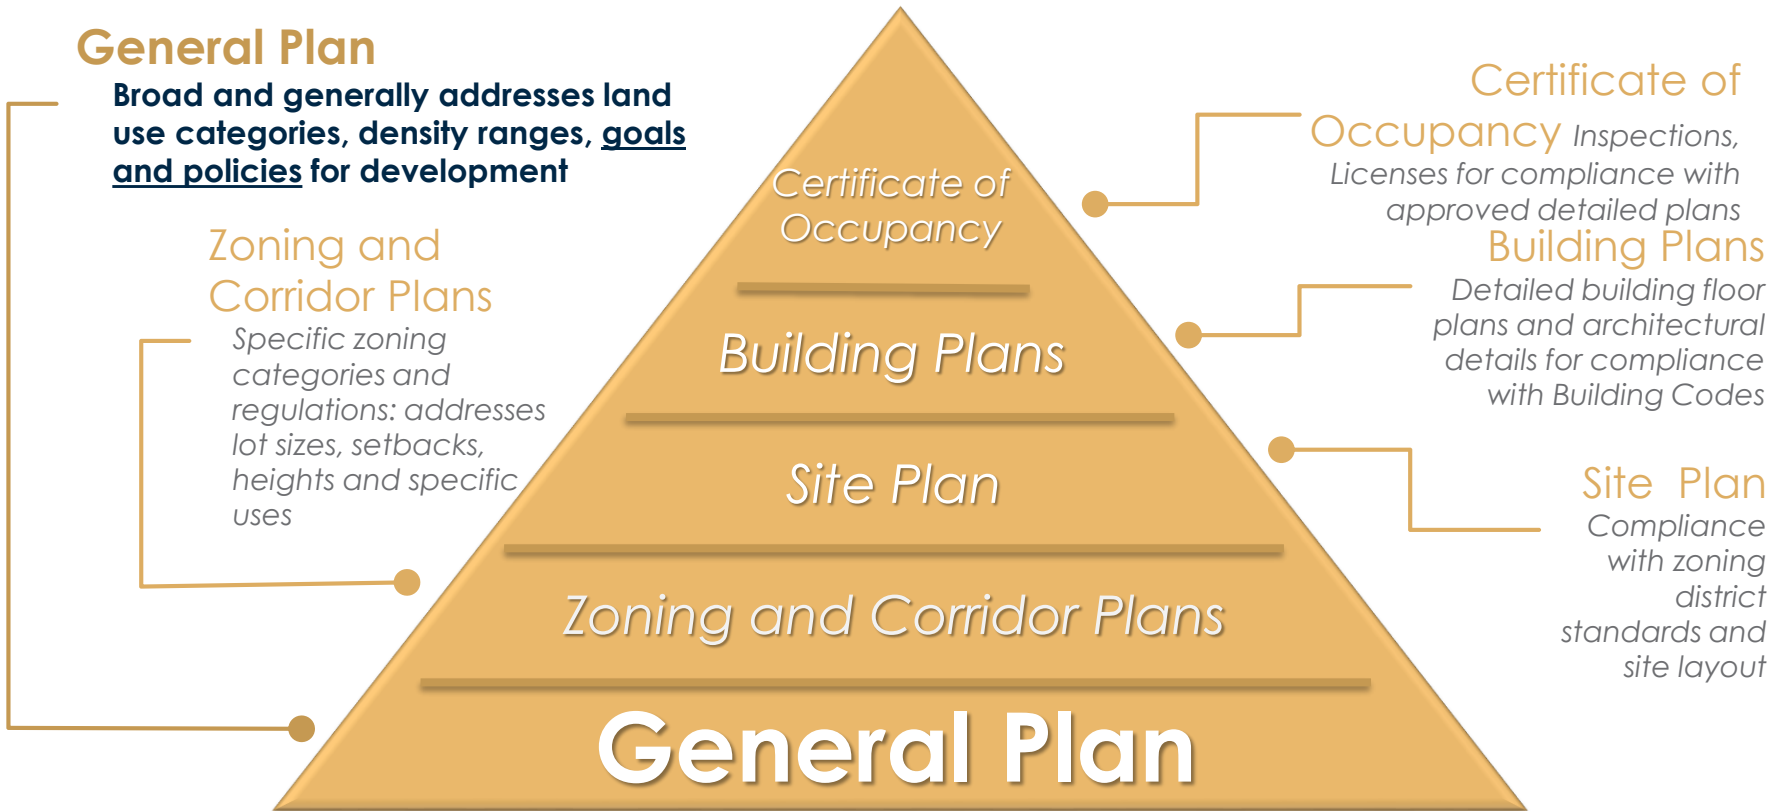 General Plan
Broad and generally addresses land
use categories, density ranges, goals
and policies for development
Zoning and
Corridor Plans
Specific zoning
categories and
regulations: addresses
lot sizes, setbacks,
heights and specific
uses
Certificate of
Occupancy
Building Plans
Site Plan
Zoning and Corridor Plans
General Plan
Certificate of
Occupancy Inspections,
Licenses for compliance with
approved detailed plans
Building Plans
Detailed building floor
plans and architectural
details for compliance
with Building Codes
Site Plan
Compliance
with zoning
district
standards and
site layout